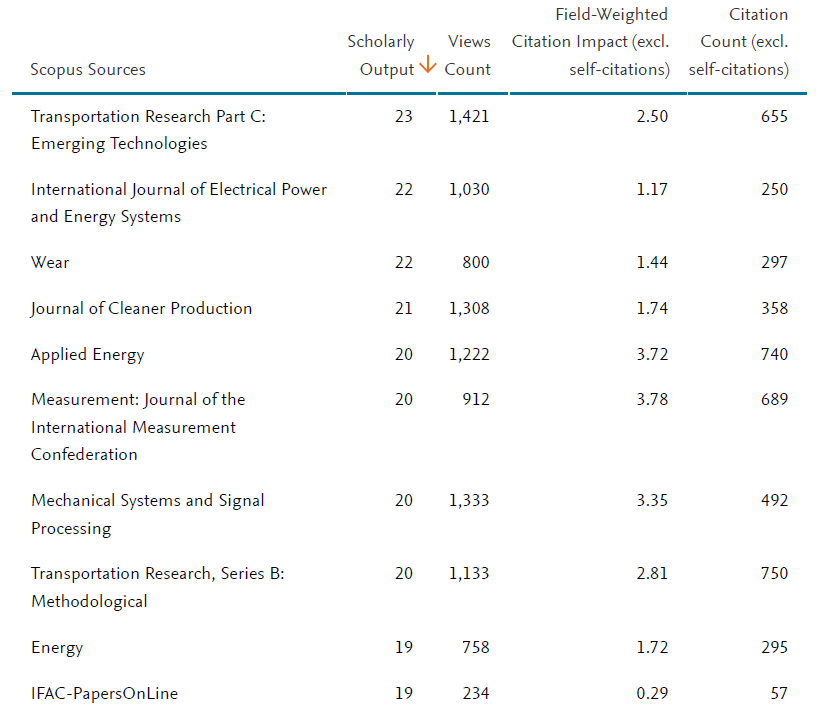 Scopus Sources Scholarly Output Views Count Field-Weighted Citation Impact (excl. self-citations) Citation Count (excl. self-citations)
Transportation Research Part C: Emerging Technologies 23 1,421 2.50 655
International Journal of Electrical Power and Energy Systems 22 1,030 1.17 250
Wear 22 800 1.44 297
Journal of Cleaner Production 21 1,308 1.74 358
Applied Energy 20 1,222 3.72 740
Measurement: Journal of the International Measurement Confederation 20 912 3.78 689
Mechanical Systems and Signal Processing 20 1,333 3.35 492
Transportation Research, Series B: Methodological 20 1,133 2.81 750
Energy 19 758 1.72 295
IFAC-PapersOnLine 19 234 0.29 57